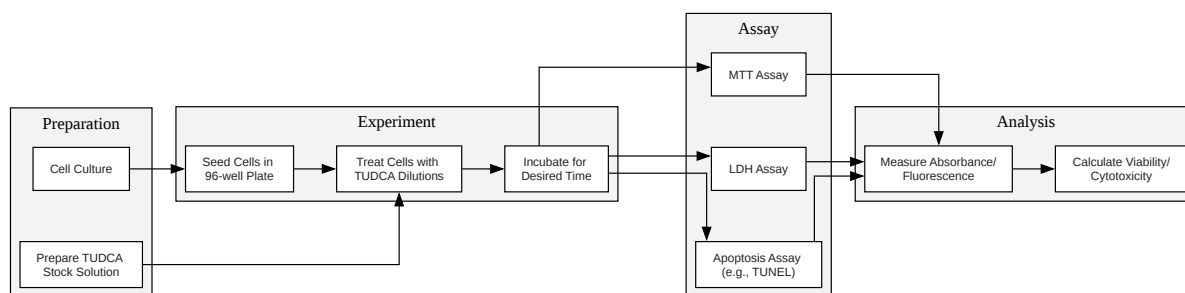 Preparation
Cell Culture
Prepare TUDCA
Stock Solution
Experiment
Seed Cells in
96-well Plate
Treat Cells with
TUDCA Dilutions
Incubate for
Desired Time
Assay
MTT Assay
LDH Assay
Apoptosis Assay
(e.g., TUNEL)
Analysis
Measure Absorbance/
Fluorescence
Calculate Viability/
Cytotoxicity